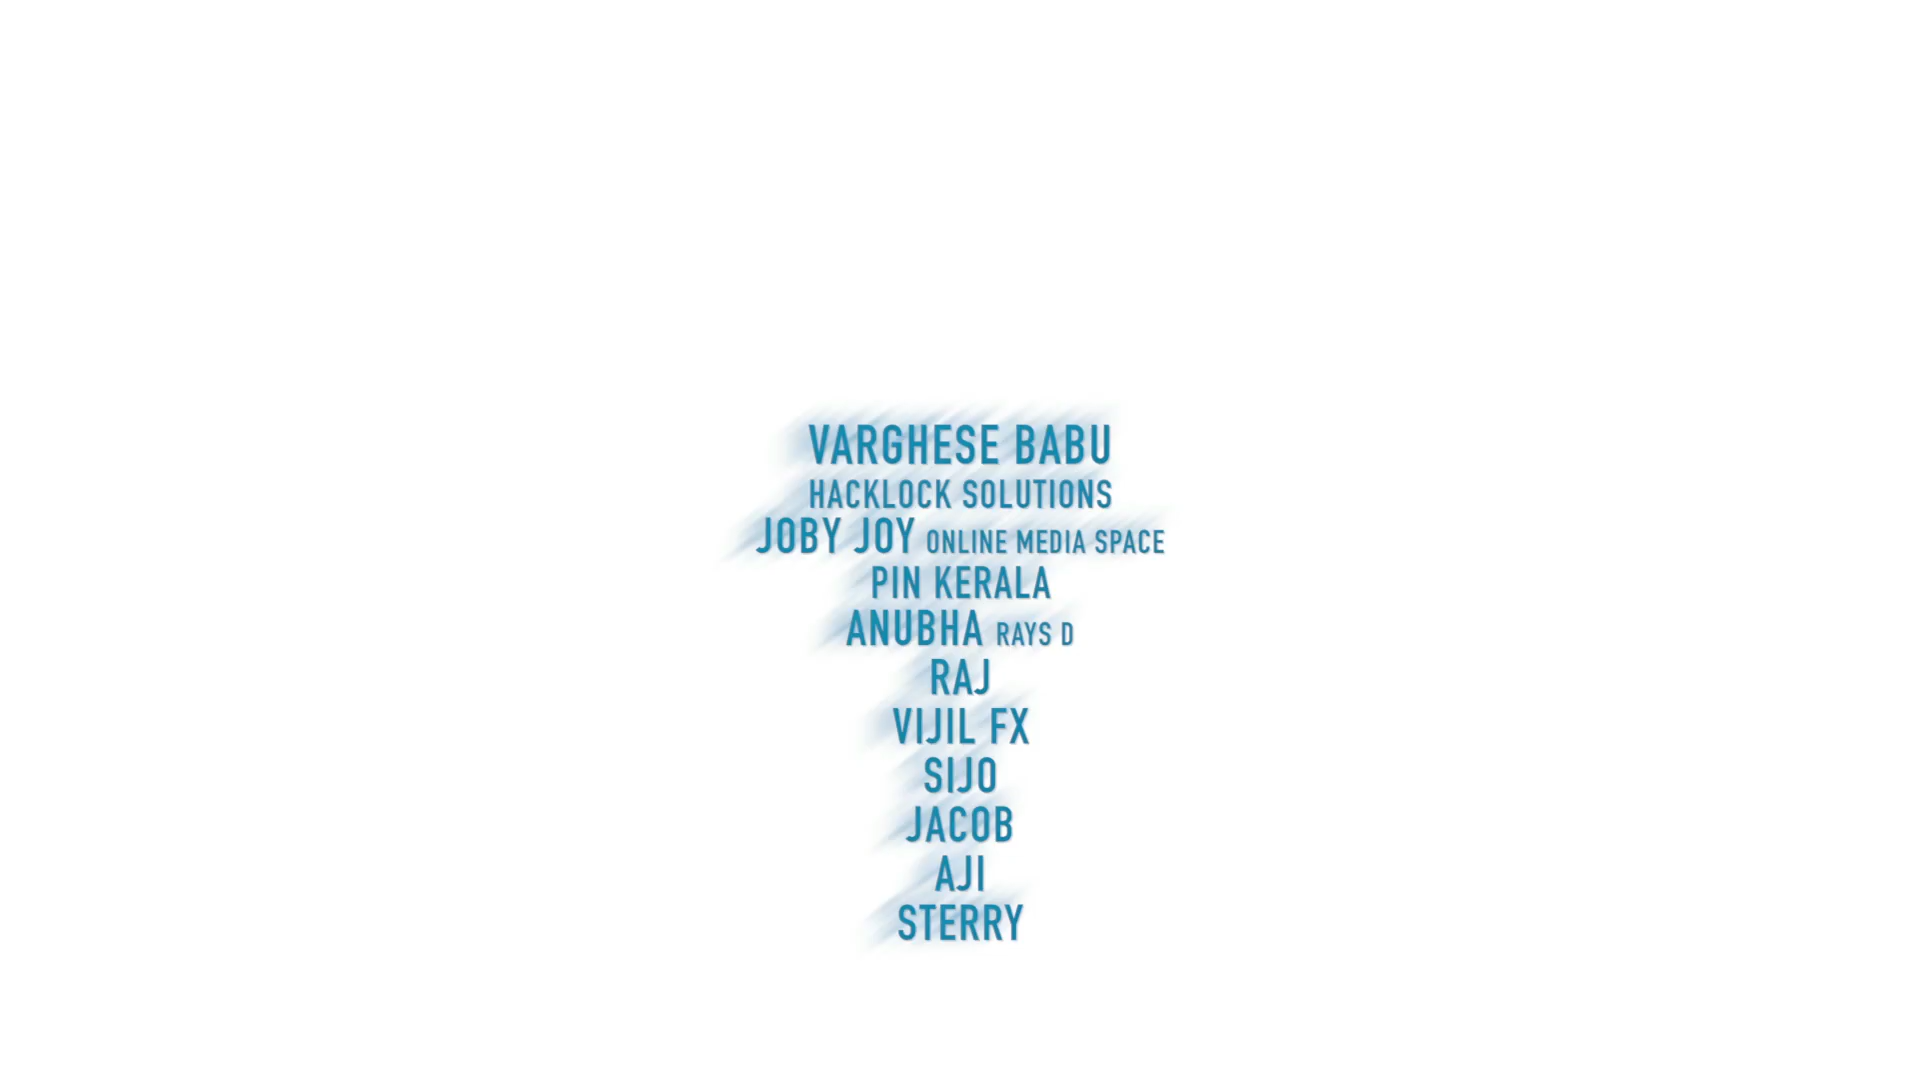 VARGHESE BABU
HACKLOCK SOLUTIONS
JOBY JOY ONLINE MEDIA SPACE
PIN KERALA
ANUBHA RAYS D
RAJ
VIJIL FX
SIJO
JACOB
AJI
STERRY